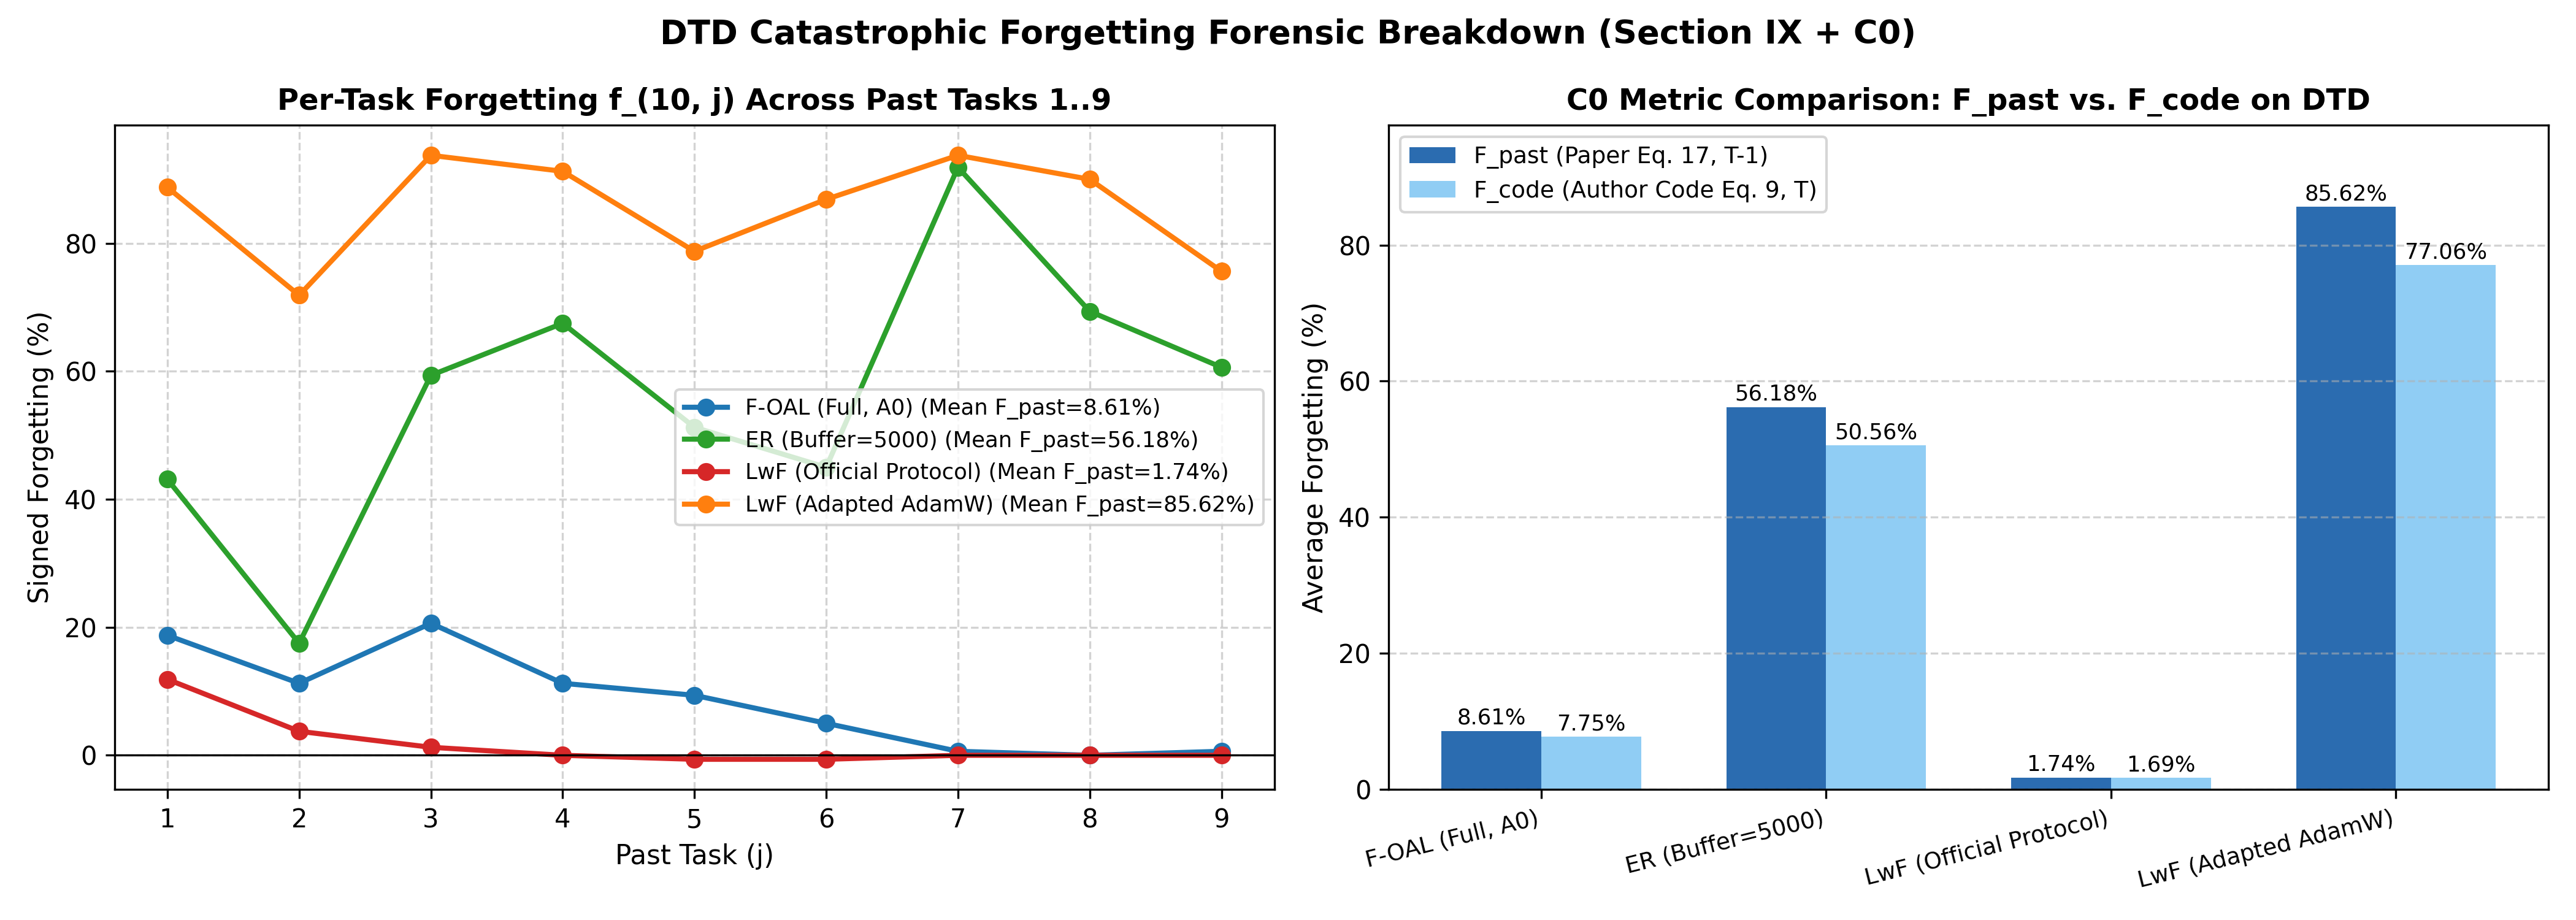 DTD Catastrophic Forgetting Forensic Breakdown (Section IX + C0)
Per-Task Forgetting f_(10, j) Across Past Tasks 1..9
Signed Forgetting (%)
80
60
40
20
0
F-OAL (Full, A0) (Mean F_past=8.61%)
ER (Buffer=5000) (Mean F_past=56.18%)
LwF (Official Protocol) (Mean F_past=1.74%)
LwF (Adapted AdamW) (Mean F_past=85.62%)
1 2 3 4 5 6 7 8 9
Past Task (j)
C0 Metric Comparison: F_past vs. F_code on DTD
F_past (Paper Eq. 17, T-1)
F_code (Author Code Eq. 9, T)
Average Forgetting (%)
80
60
40
20
0
8.61%
7.75%
56.18%
50.56%
1.74%
1.69%
85.62%
77.06%
F-OAL (Full, A0)
ER (Buffer=5000)
LwF (Official Protocol)
LwF (Adapted AdamW)